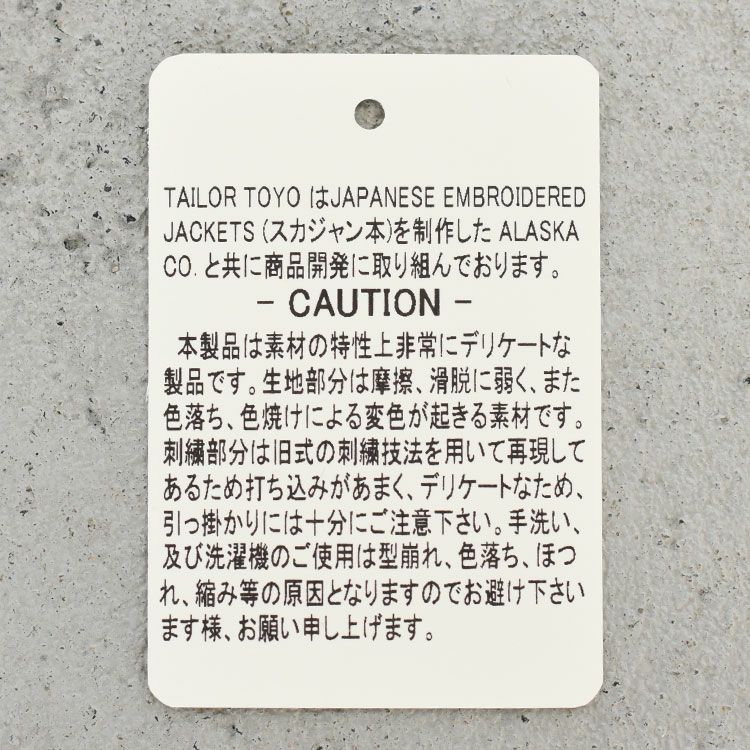 TAILOR TOYO はJAPANESE EMBROIDERED
JACKETS (スカジャン本)を制作した ALASKA
CO. と共に商品開発に取り組んでおります。
- CAUTION -
本製品は素材の特性上非常にデリケートな
製品です。生地部分は摩擦、滑脱に弱く、また
色落ち、色焼けによる変色が起きる素材です。
刺繍部分は旧式の刺繍技法を用いて再現して
あるため打ち込みがあまく、デリケートなため、
引っ掛かりには十分にご注意下さい。手洗い、
及び洗濯機のご使用は型崩れ、色落ち、ほつ
れ、縮み等の原因となりますのでお避け下さい
ます様、お願い申し上げます。